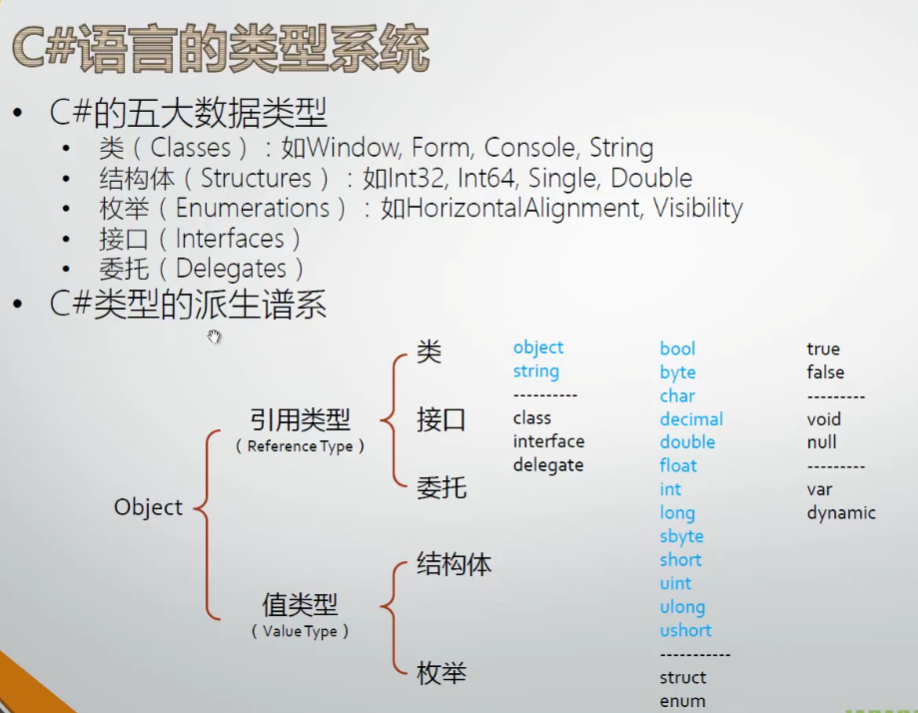 C#语言的类型系统
• C#的五大数据类型
• 类（Classes）：如Window, Form, Console, String
• 结构体（Structures）：如Int32, Int64, Single, Double
• 枚举（Enumerations）：如HorizontalAlignment, Visibility
• 接口（Interfaces）
• 委托（Delegates）
• C#类型的派生谱系
Object
引用类型
（Reference Type）
类
接口
委托
值类型
（Value Type）
结构体
枚举
object
string
----------
class
interface
delegate
bool
byte
char
decimal
double
float
int
long
sbyte
short
uint
ulong
ushort
-----------
struct
enum
true
false
---------
void
null
---------
var
dynamic